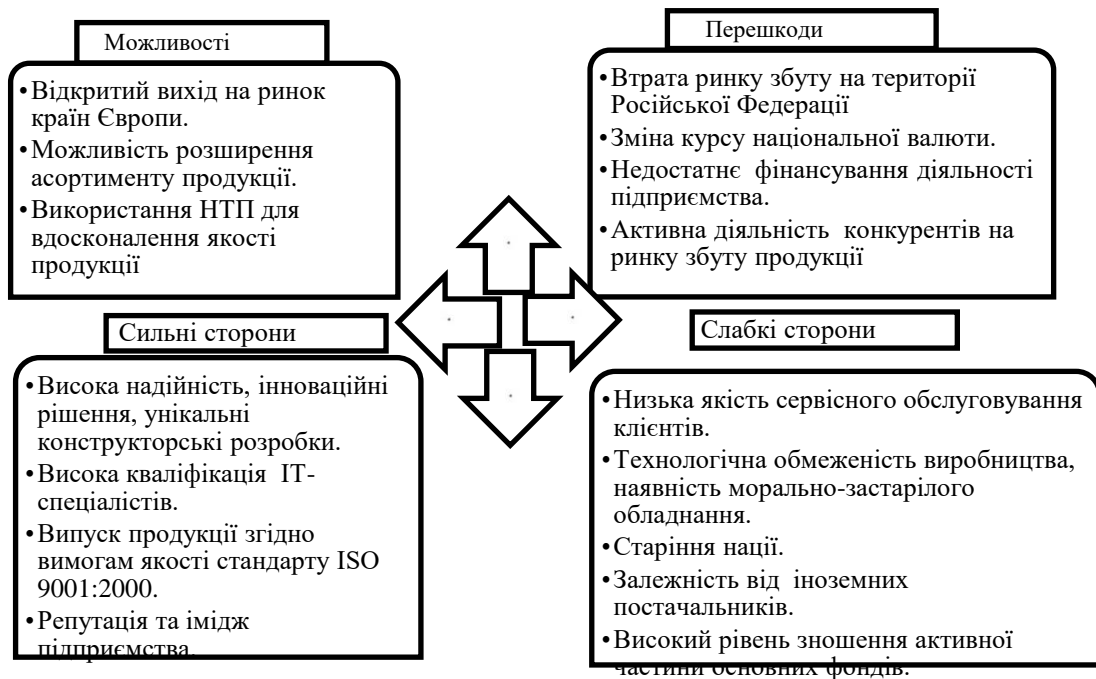 Можливості
•Відкритий вихід на ринок
країн Європи.
•Можливість розширення
асортименту продукції.
•Використання НТП для
вдосконалення якості
продукції
Перешкоди
•Втрата ринку збуту на території
Російської Федерації
•Зміна курсу національної валюти.
•Недостатнє фінансування діяльності
підприємства.
•Активна діяльність конкурентів на
ринку збуту продукції
Сильні сторони
•Висока надійність, інноваційні
рішення, унікальні
конструкторські розробки.
•Висока кваліфікація ІТ-
спеціалістів.
•Випуск продукції згідно
вимогам якості стандарту ISO
9001:2000.
•Репутація та імідж
підприємства.
Слабкі сторони
•Низька якість сервісного обслуговування
клієнтів.
•Технологічна обмеженість виробництва,
наявність морально-застарілого
обладнання.
•Старіння нації.
•Залежність від іноземних
постачальників.
•Високий рівень зношення активної
частини основних фондів.